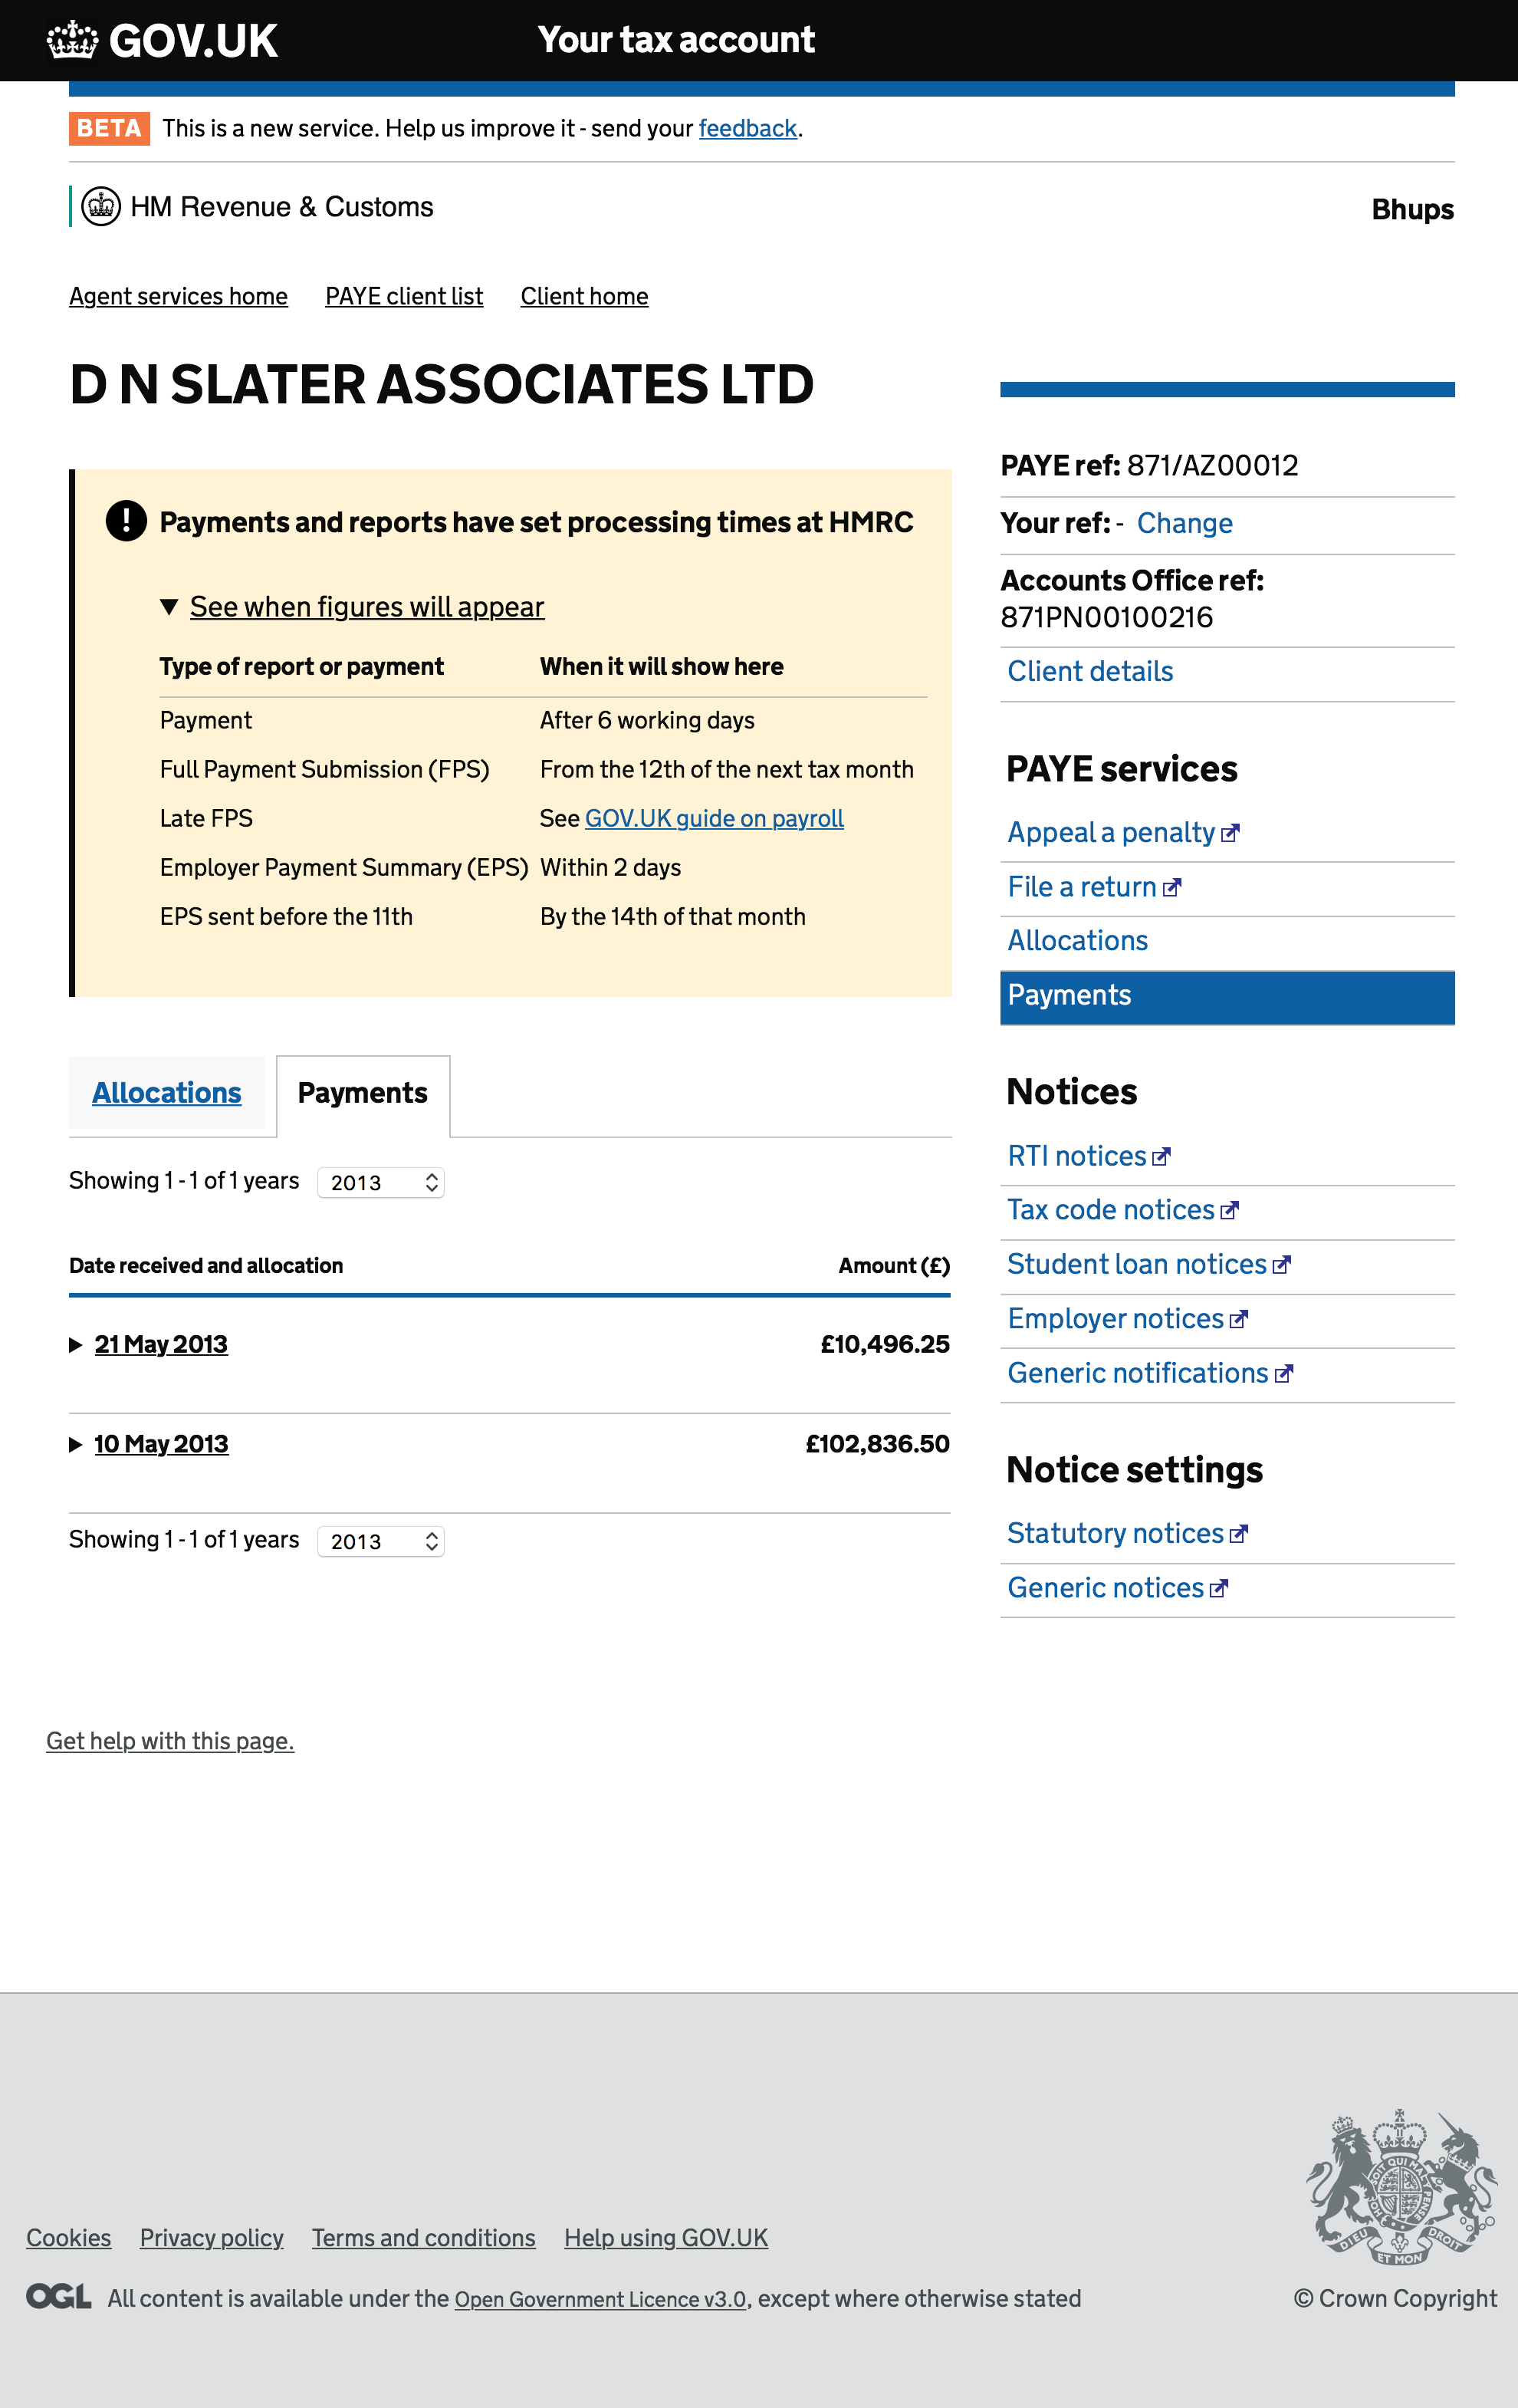 GOV.UK
Your tax account
BETA This is a new service. Help us improve it - send your feedback.
HM Revenue & Customs
Bhups
Agent services home PAYE client list Client home
D N SLATER ASSOCIATES LTD
! Payments and reports have set processing times at HMRC
See when figures will appear
Type of report or payment When it will show here
Payment After 6 working days
Full Payment Submission (FPS) From the 12th of the next tax month
Late FPS See GOV.UK guide on payroll
Employer Payment Summary (EPS) Within 2 days
EPS sent before the 11th By the 14th of that month
Allocations Payments
Showing 1 - 1 of 1 years 2013
Date received and allocation Amount (£)
21 May 2013 £10,496.25
10 May 2013 £102,836.50
Showing 1 - 1 of 1 years 2013
PAYE ref: 871/AZ00012
Your ref: - Change
Accounts Office ref:
871PN00100216
Client details
PAYE services
Appeal a penalty
File a return
Allocations
Payments
Notices
RTI notices
Tax code notices
Student loan notices
Employer notices
Generic notifications
Notice settings
Statutory notices
Generic notices
Get help with this page.
DIEU ET MON DROIT
Cookies Privacy policy Terms and conditions Help using GOV.UK
OGL All content is available under the Open Government Licence v3.0, except where otherwise stated
© Crown Copyright